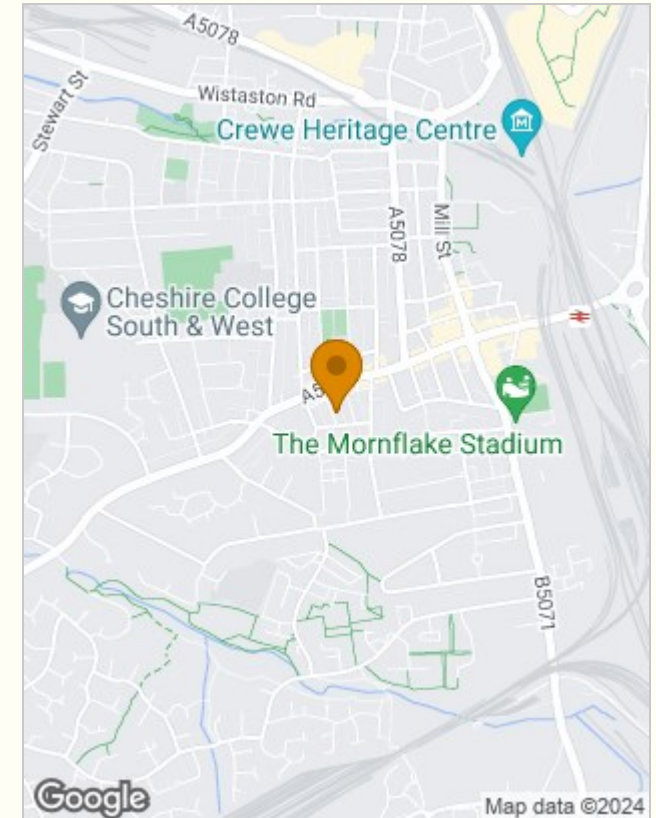 A5078
Stewart St
Wistaston Rd
Crewe Heritage Centre
A5078
Mill St
Cheshire College
South & West
The Mornflake Stadium
B5071
Google
Map data ©2024